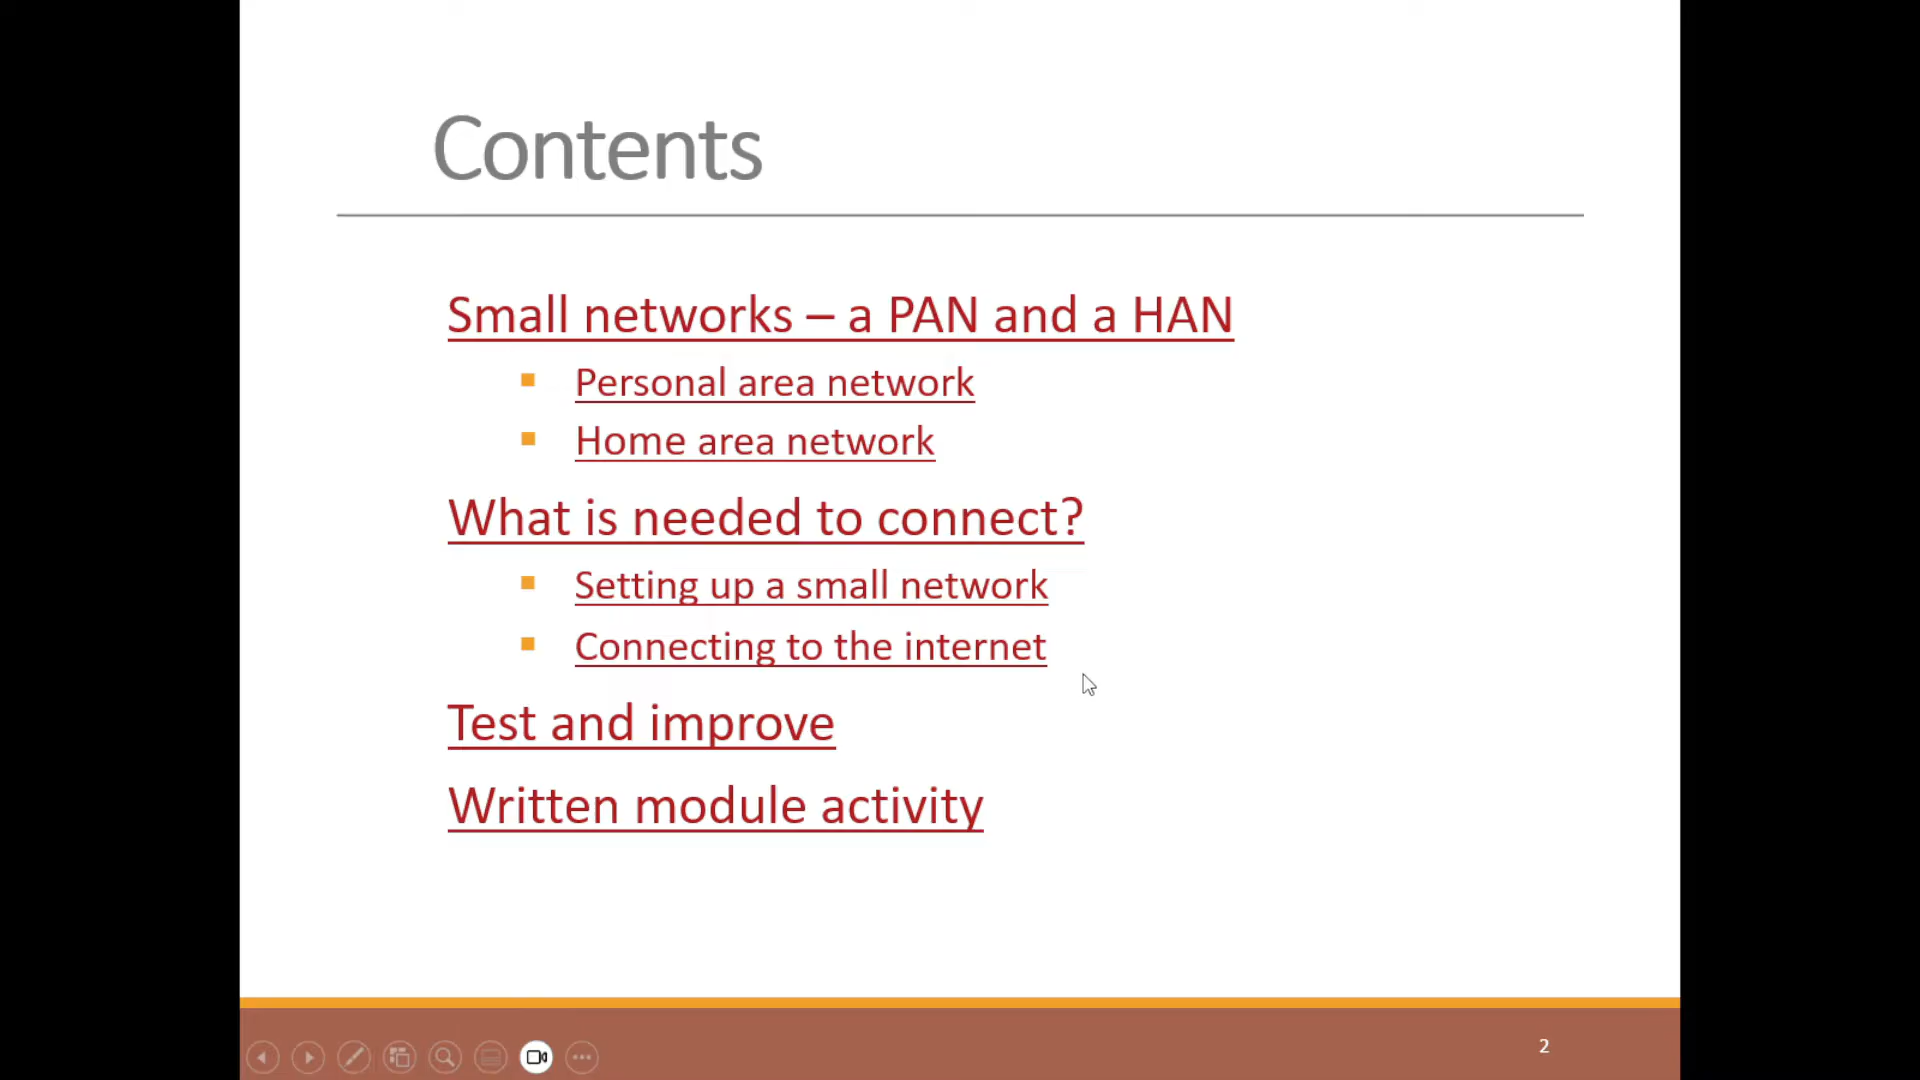 Contents
Small networks – a PAN and a HAN
Personal area network
Home area network
What is needed to connect?
Setting up a small network
Connecting to the internet
Test and improve
Written module activity
2